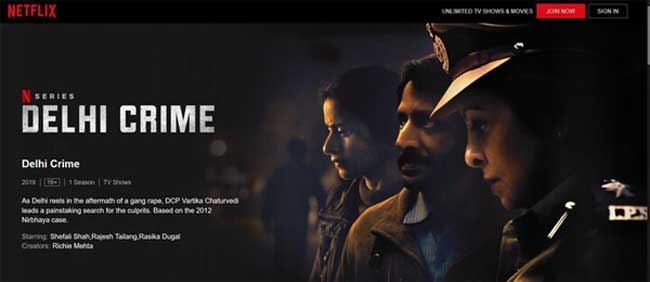 NETFLIX
UNLIMITED TV SHOWS & MOVIES
JOIN NOW
SIGN IN
N SERIES
DELHI CRIME
Delhi Crime
2019 | 16+ | 1 Season | TV Shows
As Delhi reels in the aftermath of a gang rape, DCP Vartika Chaturvedi
leads a painstaking search for the culprits. Based on the 2012
Nirbhaya case.
Starring: Shefali Shah,Rajesh Tailang,Rasika Dugal
Creators: Richie Mehta
I.P.S